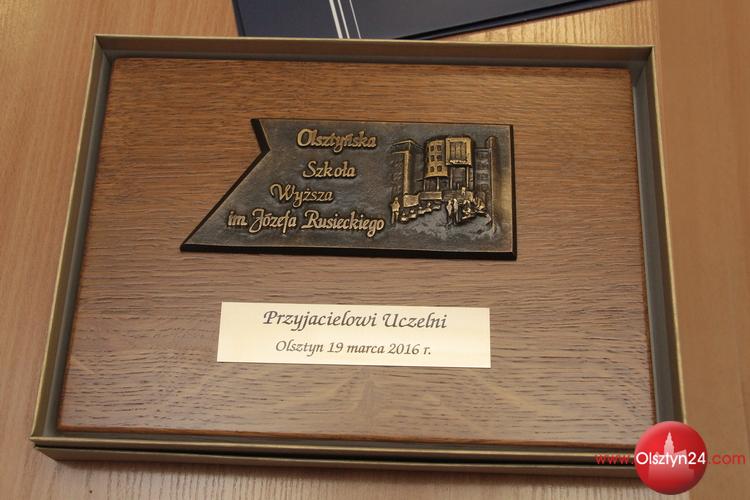 Olsztyńska
Szkoła
Wyższa
im. Józefa Rusieckiego
Przyjacielowi Uczelni
Olsztyn 19 marca 2016 r.
www.Olsztyn24.com